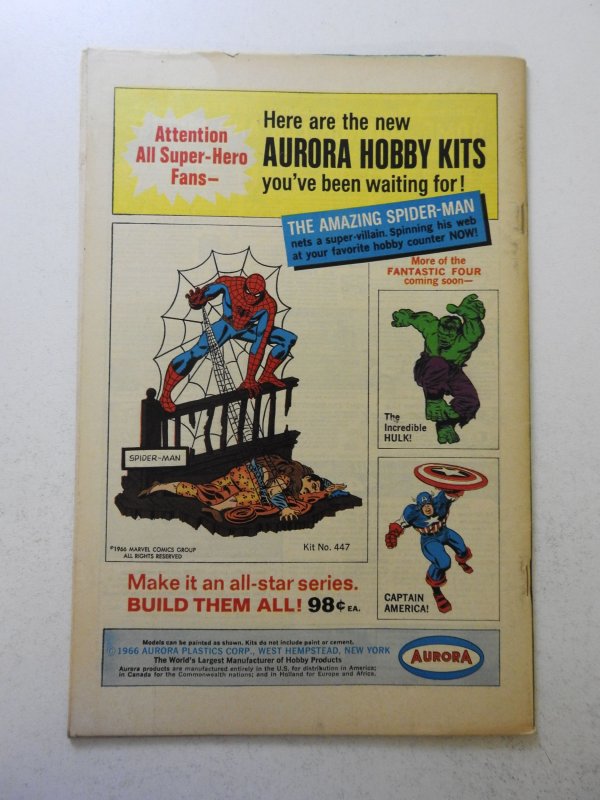 Attention
All Super-Hero
Fans—
Here are the new
AURORA HOBBY KITS
you've been waiting for!
THE AMAZING SPIDER-MAN
nets a super-villain. Spinning his web
at your favorite hobby counter NOW!
More of the
FANTASTIC FOUR
coming soon—
The
Incredible
HULK!
SPIDER-MAN
©1966 MARVEL COMICS GROUP
ALL RIGHTS RESERVED
Kit No. 447
CAPTAIN
AMERICA!
Make it an all-star series.
BUILD THEM ALL! 98¢ EA.
Models can be painted as shown. Kits do not include paint or cement.
©1966 AURORA PLASTICS CORP., WEST HEMPSTEAD, NEW YORK
The World's Largest Manufacturer of Hobby Products
Aurora products are manufactured entirely in the U.S. for distribution in America;
in Canada for the Commonwealth nations; and in Holland for Europe and Africa.
AURORA